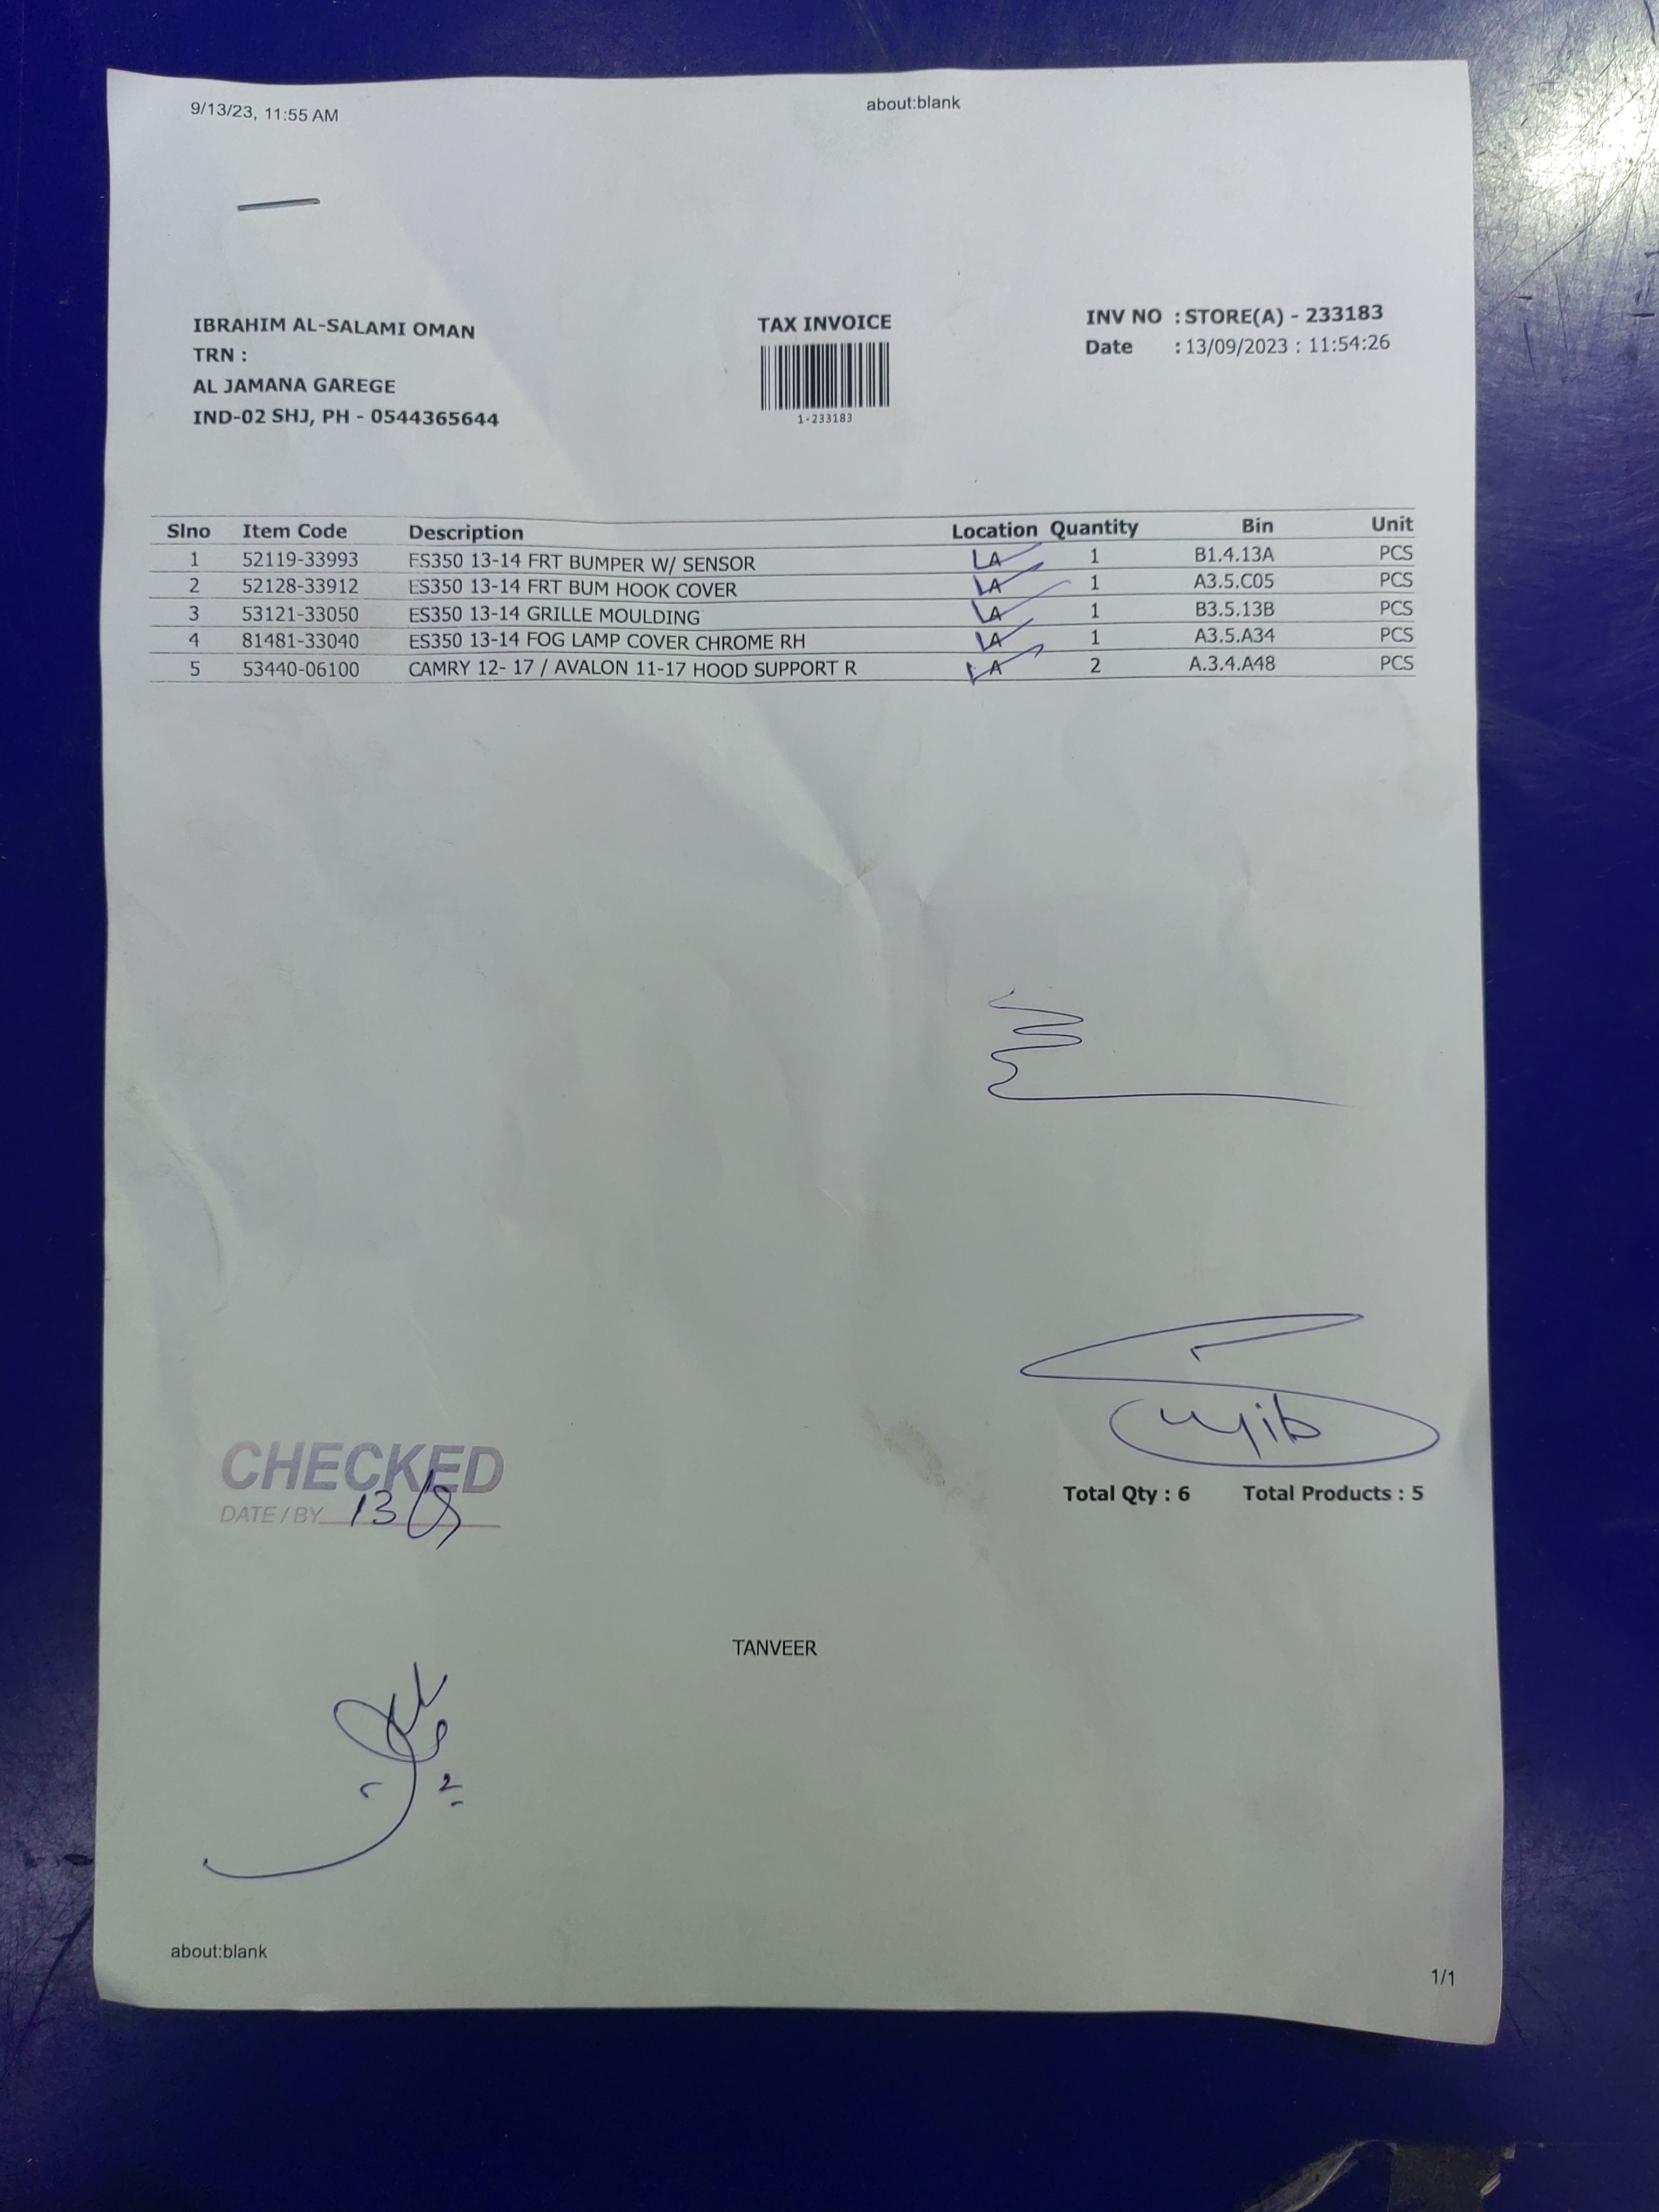 9/13/23, 11:55 AM about:blank
IBRAHIM AL-SALAMI OMAN
TRN :
AL JAMANA GAREGE
IND-02 SHJ, PH - 0544365644
TAX INVOICE
1-233183
INV NO : STORE(A) - 233183
Date : 13/09/2023 : 11:54:26
Slno Item Code Description Location Quantity Bin Unit
1 52119-33993 ES350 13-14 FRT BUMPER W/ SENSOR LA 1 B1.4.13A PCS
2 52128-33912 ES350 13-14 FRT BUM HOOK COVER LA 1 A3.5.C05 PCS
3 53121-33050 ES350 13-14 GRILLE MOULDING LA 1 B3.5.13B PCS
4 81481-33040 ES350 13-14 FOG LAMP COVER CHROME RH LA 1 A3.5.A34 PCS
5 53440-06100 CAMRY 12- 17 / AVALON 11-17 HOOD SUPPORT R LA 2 A.3.4.A48 PCS
CHECKED
DATE/BY 13/9
Total Qty : 6 Total Products : 5
TANVEER
about:blank
1/1